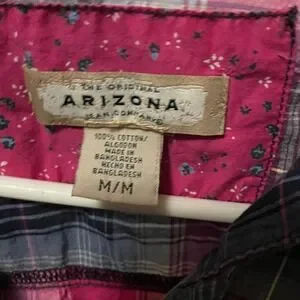 THE ORIGINAL
ARIZONA
JEAN COMPANY
100% COTTON/
ALGODON
MADE IN
BANGLADESH
HECHO EN
BANGLADESH
M/M